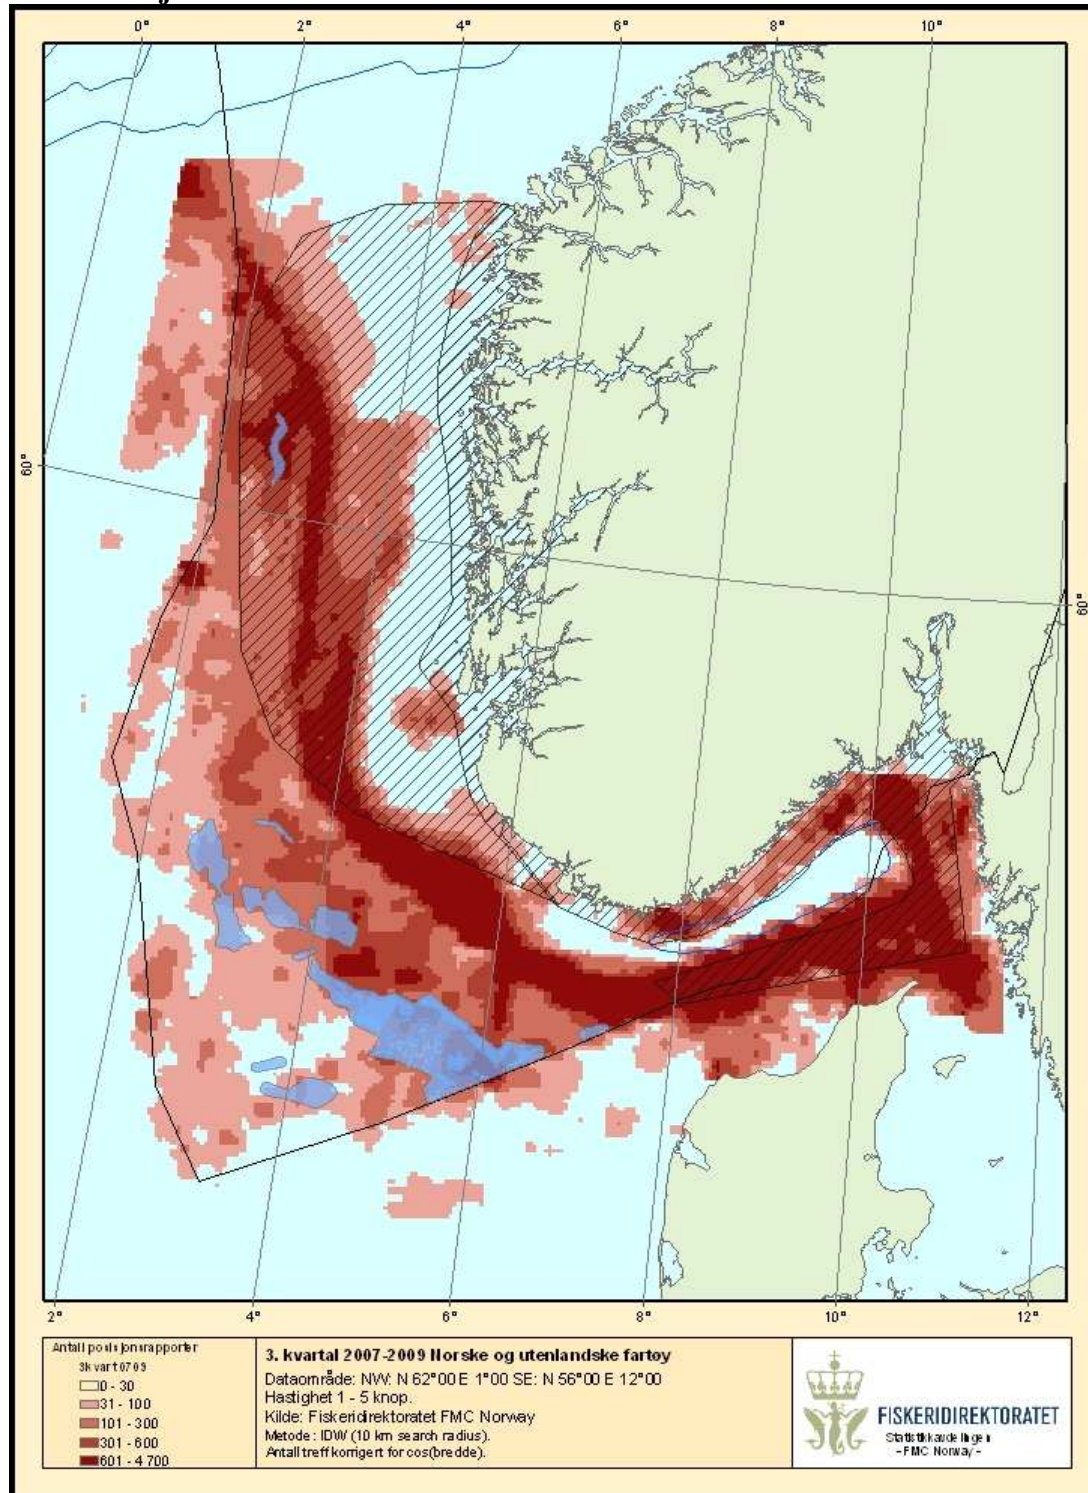 0° 2° 4° 6° 8° 10°
60°
60°
2° 4° 6° 8° 10° 12°
Antall posisjonsrapporter
3kvart0709
0 - 30
31 - 100
101 - 300
301 - 600
601 - 4 700
3. kvartal 2007-2009 Norske og utenlandske fartøy
Dataområde: NW: N 62°00 E 1°00 SE: N 56°00 E 12°00
Hastighet 1 - 5 knop.
Kilde: Fiskeridirektoratet FMC Norway
Metode: IDW (10 km search radius).
Antall treff korrigert for cos(bredde).
FISKERIDIREKTORATET
Statistikkavdelingen
- FMC Norway -